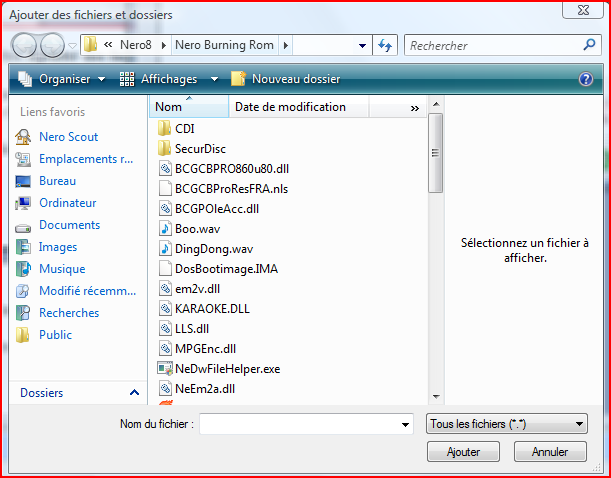 Ajouter des fichiers et dossiers
Nero8 Nero Burning Rom
Rechercher
Organiser Affichages Nouveau dossier
Liens favoris
Nero Scout
Emplacements r...
Bureau
Ordinateur
Documents
Images
Musique
Modifié récemm...
Recherches
Public
Dossiers
Nom Date de modification »
CDI
SecurDisc
BCGCBPRO860u80.dll
BCGCBProResFRA.nls
BCGPOleAcc.dll
Boo.wav
DingDong.wav
DosBootimage.IMA
em2v.dll
KARAOKE.DLL
LLS.dll
MPGEnc.dll
NeDwFileHelper.exe
NeEm2a.dll
Sélectionnez un fichier à
afficher.
Nom du fichier :
Tous les fichiers (*.*)
Ajouter
Annuler